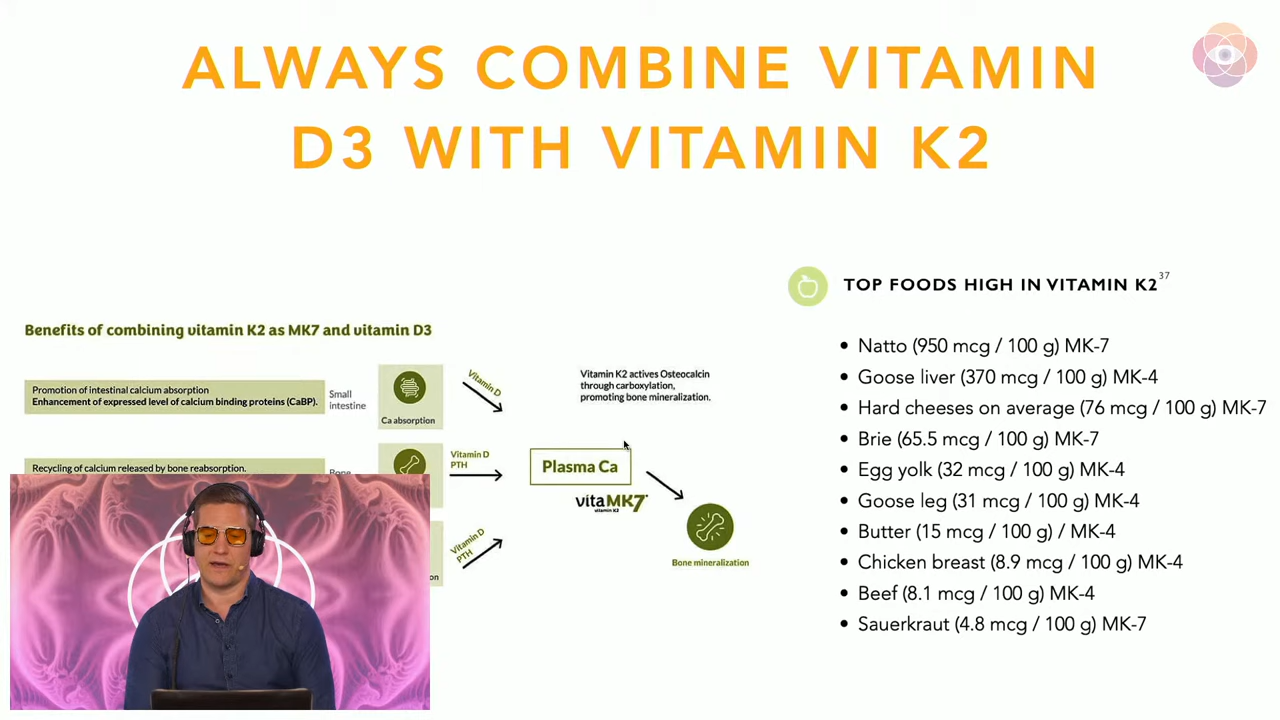 ALWAYS COMBINE VITAMIN
D3 WITH VITAMIN K2
Benefits of combining vitamin K2 as MK7 and vitamin D3
Promotion of intestinal calcium absorption
Enhancement of expressed level of calcium binding proteins (CaBP).
Small
intestine
Ca absorption
Vitamin D
Vitamin K2 actives Osteocalcin
through carboxylation,
promoting bone mineralization.
Recycling of calcium released by bone reabsorption.
Bone
Vitamin D
PTH
Plasma Ca
vitaMK7
vitamin K2
Vitamin D
PTH
on
Bone mineralization
TOP FOODS HIGH IN VITAMIN K2 37
• Natto (950 mcg / 100 g) MK-7
• Goose liver (370 mcg / 100 g) MK-4
• Hard cheeses on average (76 mcg / 100 g) MK-7
• Brie (65.5 mcg / 100 g) MK-7
• Egg yolk (32 mcg / 100 g) MK-4
• Goose leg (31 mcg / 100 g) MK-4
• Butter (15 mcg / 100 g) / MK-4
• Chicken breast (8.9 mcg / 100 g) MK-4
• Beef (8.1 mcg / 100 g) MK-4
• Sauerkraut (4.8 mcg / 100 g) MK-7